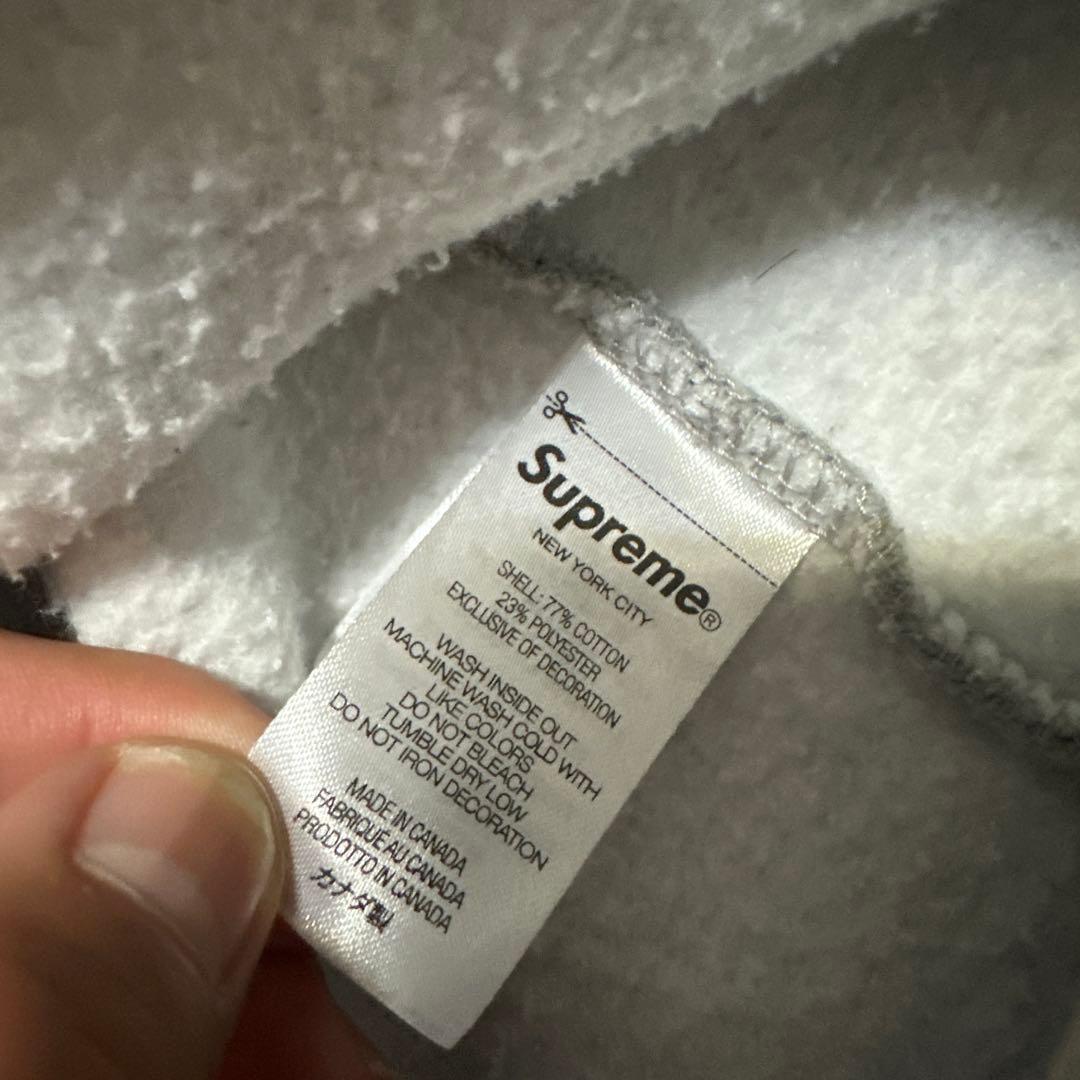 Supreme®
NEW YORK CITY
SHELL: 77% COTTON
23% POLYESTER
EXCLUSIVE OF DECORATION
WASH INSIDE OUT
MACHINE WASH COLD WITH
LIKE COLORS
DO NOT BLEACH
TUMBLE DRY LOW
DO NOT IRON DECORATION
MADE IN CANADA
FABRIQUÉ AU CANADA
PRODOTTO IN CANADA
カナダ製